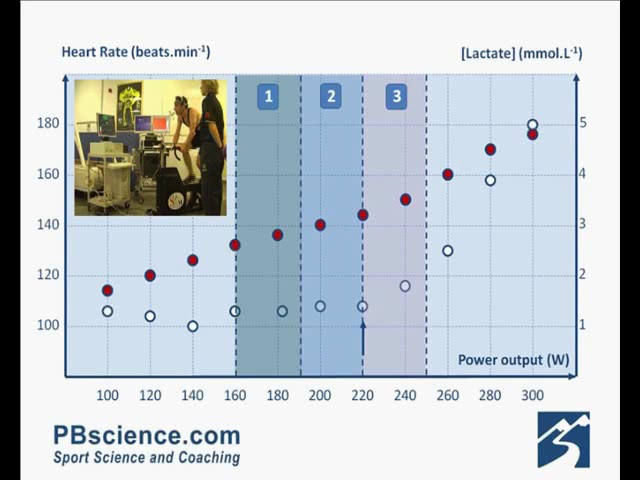 Heart Rate (beats.min-1)
[Lactate] (mmol.L-1)
1
2
3
180
160
140
120
100
5
4
3
2
1
Power output (W)
100 120 140 160 180 200 220 240 260 280 300
PBscience.com
Sport Science and Coaching